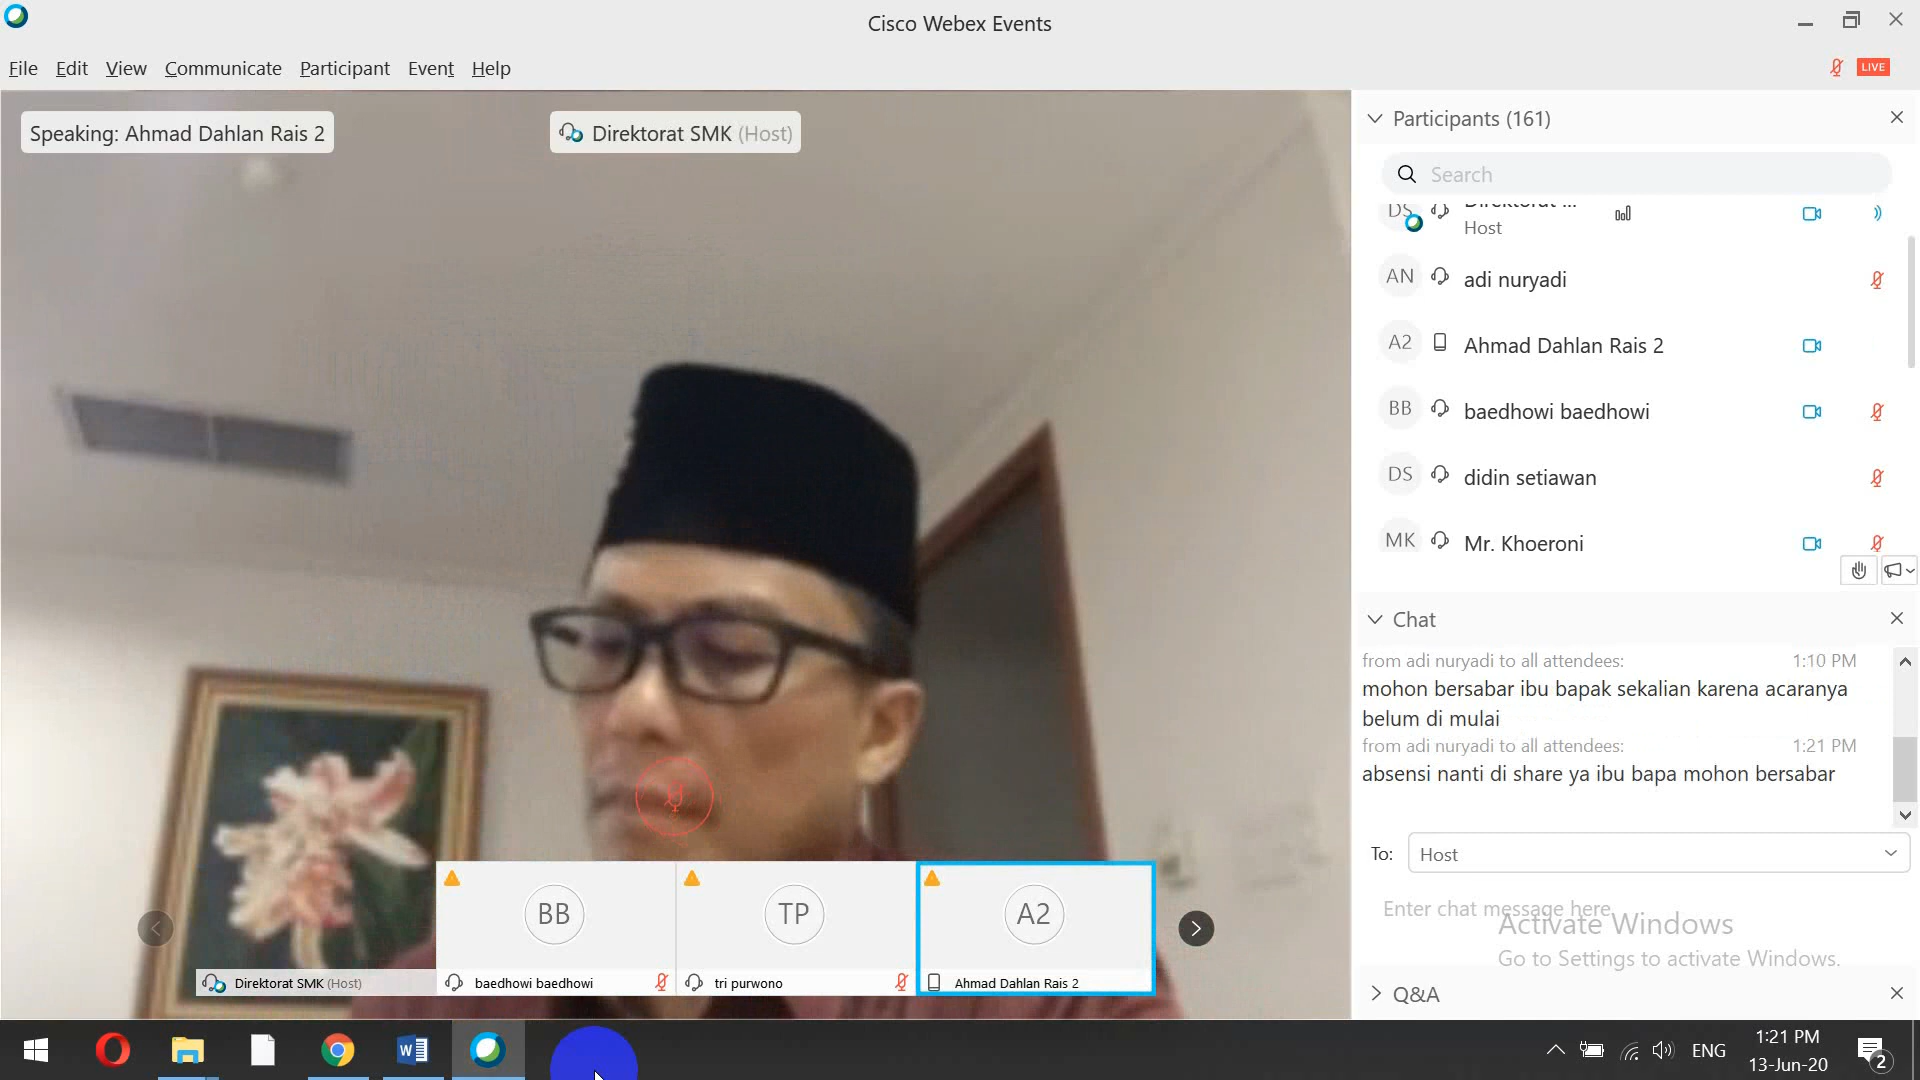 Cisco Webex Events
File Edit View Communicate Participant Event Help
LIVE
Speaking: Ahmad Dahlan Rais 2
Direktorat SMK (Host)
Participants (161)
Search
DS Direktorat ...
Host
AN adi nuryadi
A2 Ahmad Dahlan Rais 2
BB baedhowi baedhowi
DS didin setiawan
MK Mr. Khoeroni
Chat
from adi nuryadi to all attendees: 1:10 PM
mohon bersabar ibu bapak sekalian karena acaranya
belum di mulai
from adi nuryadi to all attendees: 1:21 PM
absensi nanti di share ya ibu bapa mohon bersabar
To: Host
Enter chat message here
Activate Windows
Go to Settings to activate Windows.
Q&A
BB
TP
A2
Direktorat SMK (Host)
baedhowi baedhowi
tri purwono
Ahmad Dahlan Rais 2
W
ENG
1:21 PM
13-Jun-20
2